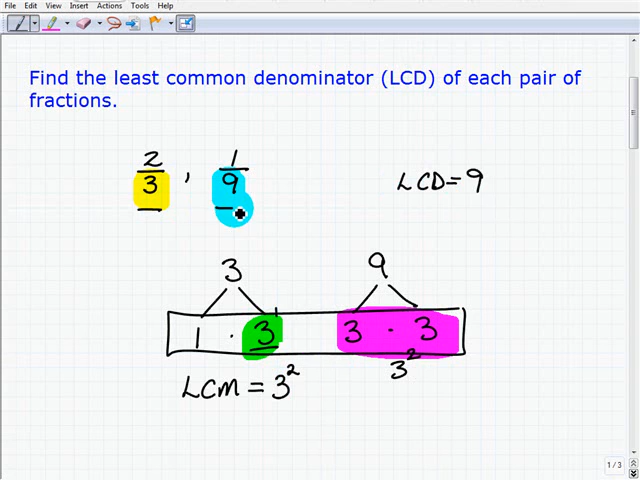 File Edit View Insert Actions Tools Help
Find the least common denominator (LCD) of each pair of
fractions.
2/3 , 1/9
LCD = 9
3 9
1 · 3 3 · 3
3²
LCM = 3²
1 / 3